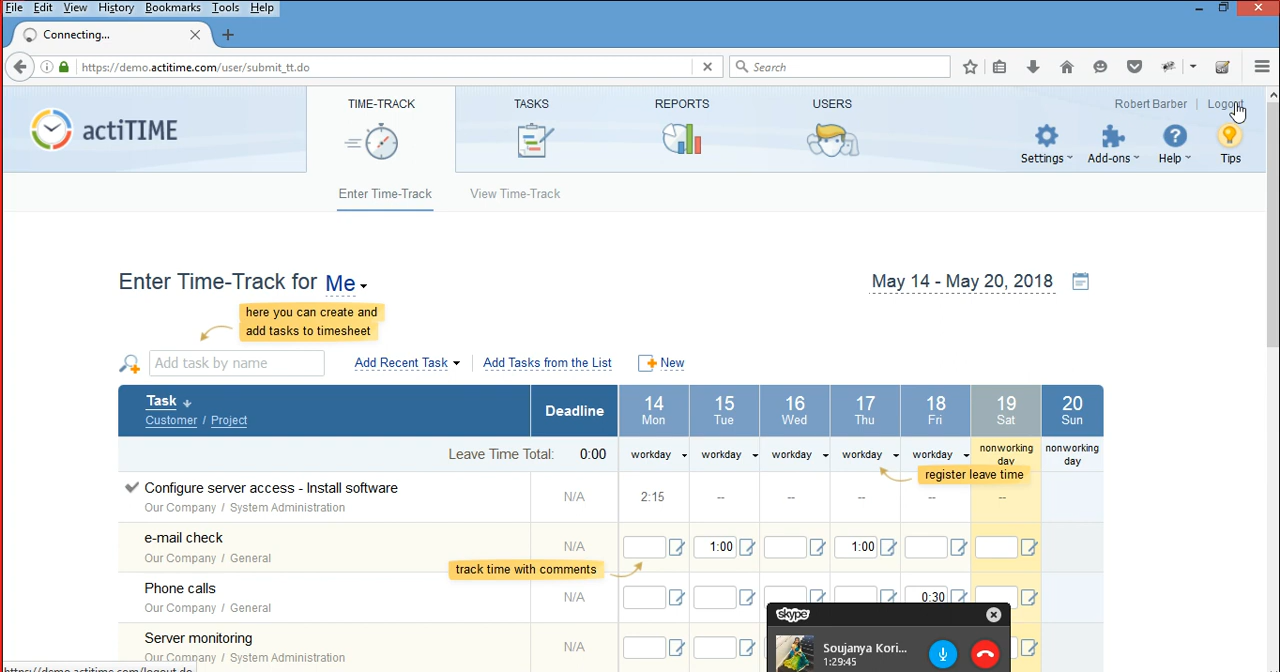 File Edit View History Bookmarks Tools Help
Connecting...
https://demo.actitime.com/user/submit_tt.do
Search
TIME-TRACK TASKS REPORTS USERS
Robert Barber | Logout
actiTIME
Settings Add-ons Help Tips
Enter Time-Track View Time-Track
Enter Time-Track for Me
May 14 - May 20, 2018
here you can create and
add tasks to timesheet
Add task by name
Add Recent Task Add Tasks from the List New
Task
Customer / Project
Deadline
14 15 16 17 18 19 20
Mon Tue Wed Thu Fri Sat Sun
Leave Time Total: 0:00 workday workday workday workday workday nonworking day nonworking day
register leave time
Configure server access - Install software
Our Company / System Administration
N/A 2:15 -- -- -- -- --
e-mail check
Our Company / General
N/A 1:00 1:00
track time with comments
Phone calls
Our Company / General
N/A 0:30
skype
Server monitoring
Our Company / System Administration
N/A
Soujanya Kori...
1:29:45
https://demo.actitime.com/logout.do